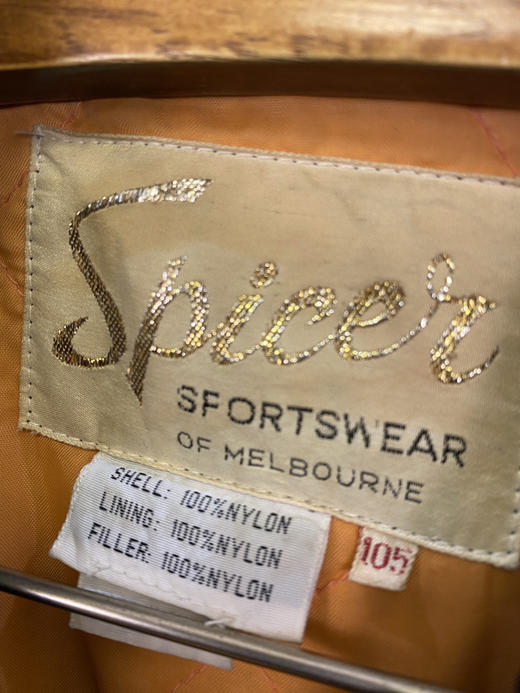 Spicer
SPORTSWEAR
OF MELBOURNE
SHELL: 100%NYLON
LINING: 100%NYLON
FILLER: 100%NYLON
105